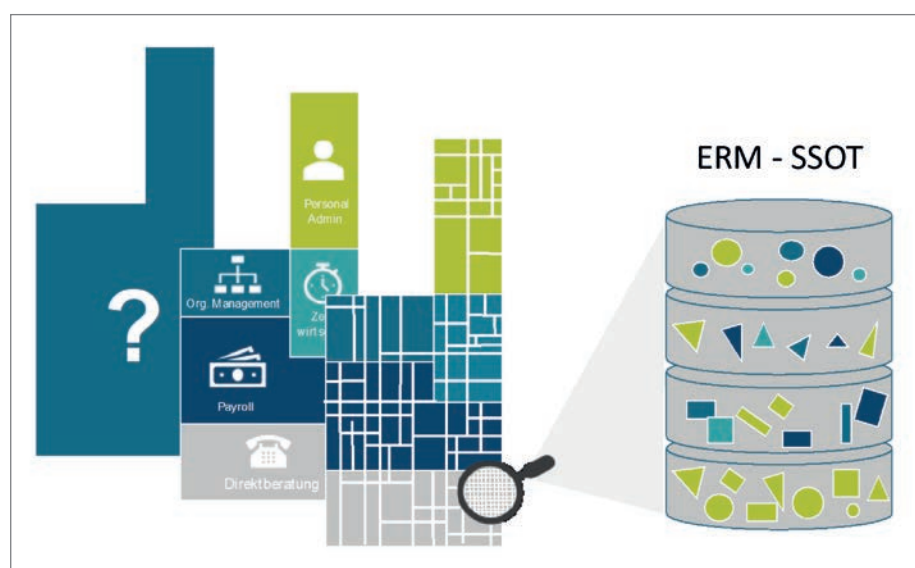 ERM - SSOT
?
Personal
Admin
Org. Management
Payroll
Direktberatung